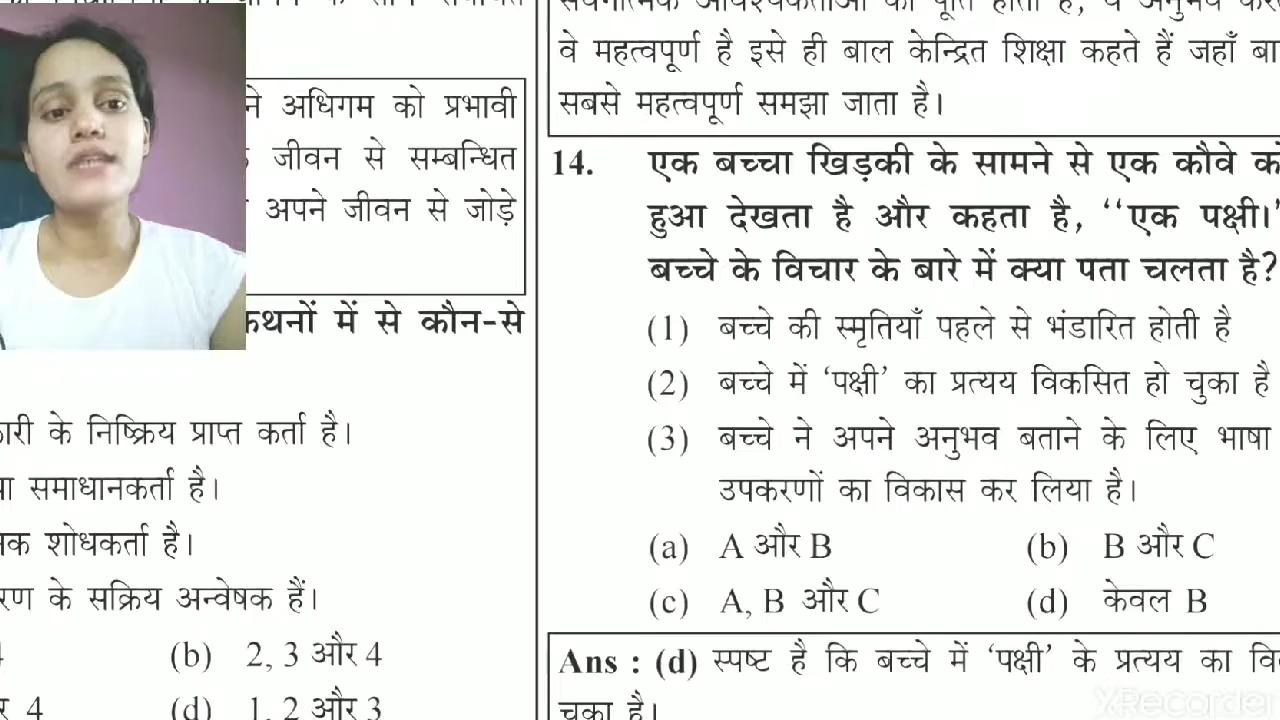 ने अधिगम को प्रभावी
जीवन से सम्बन्धित
अपने जीवन से जोड़े
कथनों में से कौन-से
के निष्क्रिय प्राप्त कर्ता है।
समाधानकर्ता है।
शोधकर्ता है।
के सक्रिय अन्वेषक हैं।
(b) 2, 3 और 4
4 (d) 1, 2 और 3
वे महत्वपूर्ण है इसे ही बाल केन्द्रित शिक्षा कहते हैं जहाँ
सबसे महत्वपूर्ण समझा जाता है।
14. एक बच्चा खिड़की के सामने से एक कौवे
हुआ देखता है और कहता है, ‘‘एक पक्षी।’
बच्चे के विचार के बारे में क्या पता चलता है?
(1) बच्चे की स्मृतियाँ पहले से भंडारित होती है
(2) बच्चे में ‘पक्षी’ का प्रत्यय विकसित हो चुका है
(3) बच्चे ने अपने अनुभव बताने के लिए भाषा
उपकरणों का विकास कर लिया है।
(a) A और B (b) B और C
(c) A, B और C (d) केवल B
Ans : (d) स्पष्ट है कि बच्चे में ‘पक्षी’ के प्रत्यय का
चुका है।
XRecorder